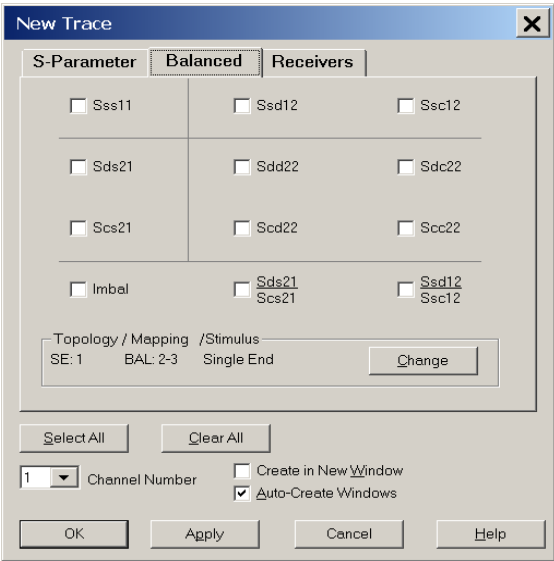 New Trace
S-Parameter Balanced Receivers
Sss11 Ssd12 Ssc12
Sds21 Sdd22 Sdc22
Scs21 Scd22 Scc22
Imbal Sds21 Ssd12
Scs21 Ssc12
Topology / Mapping /Stimulus
SE: 1 BAL: 2-3 Single End Change
Select All Clear All
1 Channel Number Create in New Window
Auto-Create Windows
OK Apply Cancel Help